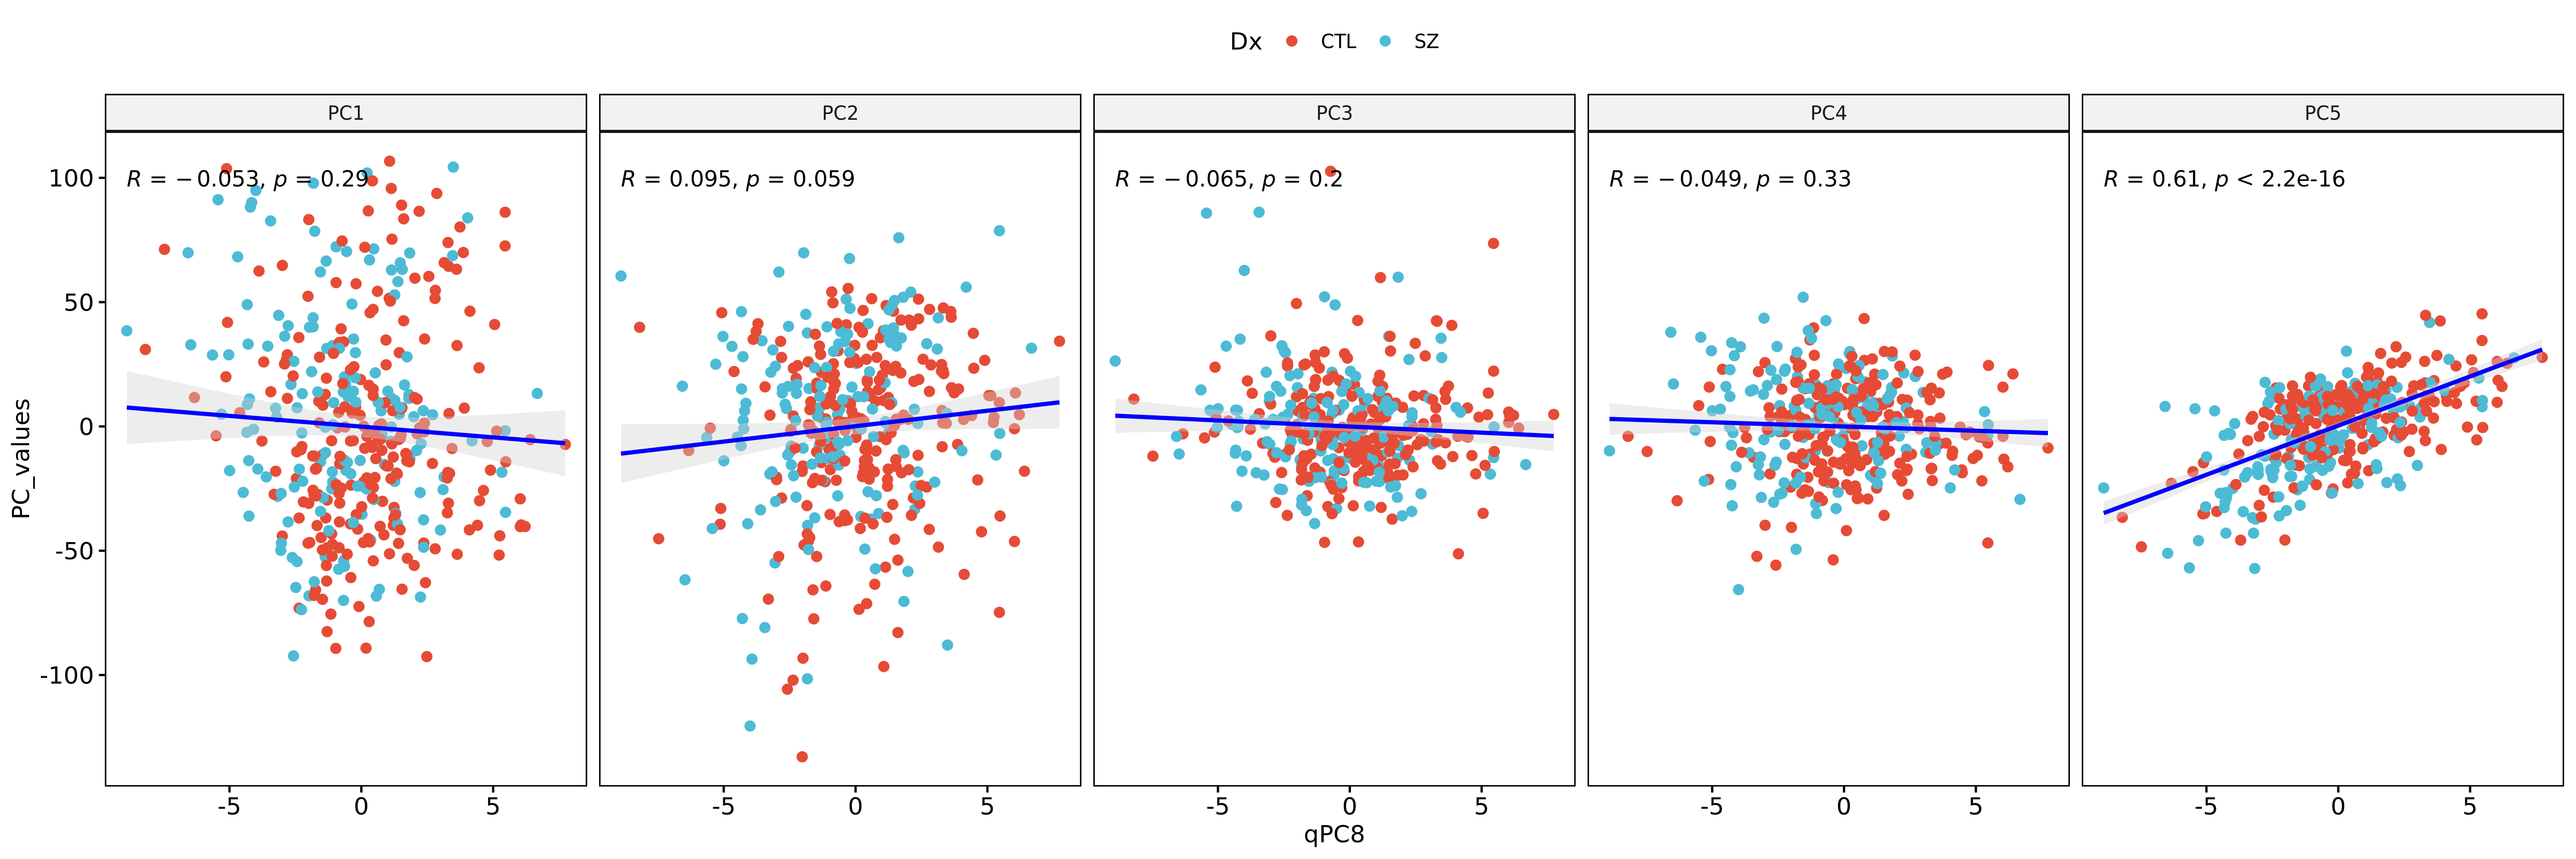 Dx CTL SZ
PC1 PC2 PC3 PC4 PC5
R = −0.053, p = 0.29 R = 0.095, p = 0.059 R = −0.065, p = 0.2 R = −0.049, p = 0.33 R = 0.61, p < 2.2e-16
100
50
0
-50
-100
PC_values
-5 0 5 -5 0 5 -5 0 5 -5 0 5 -5 0 5
qPC8